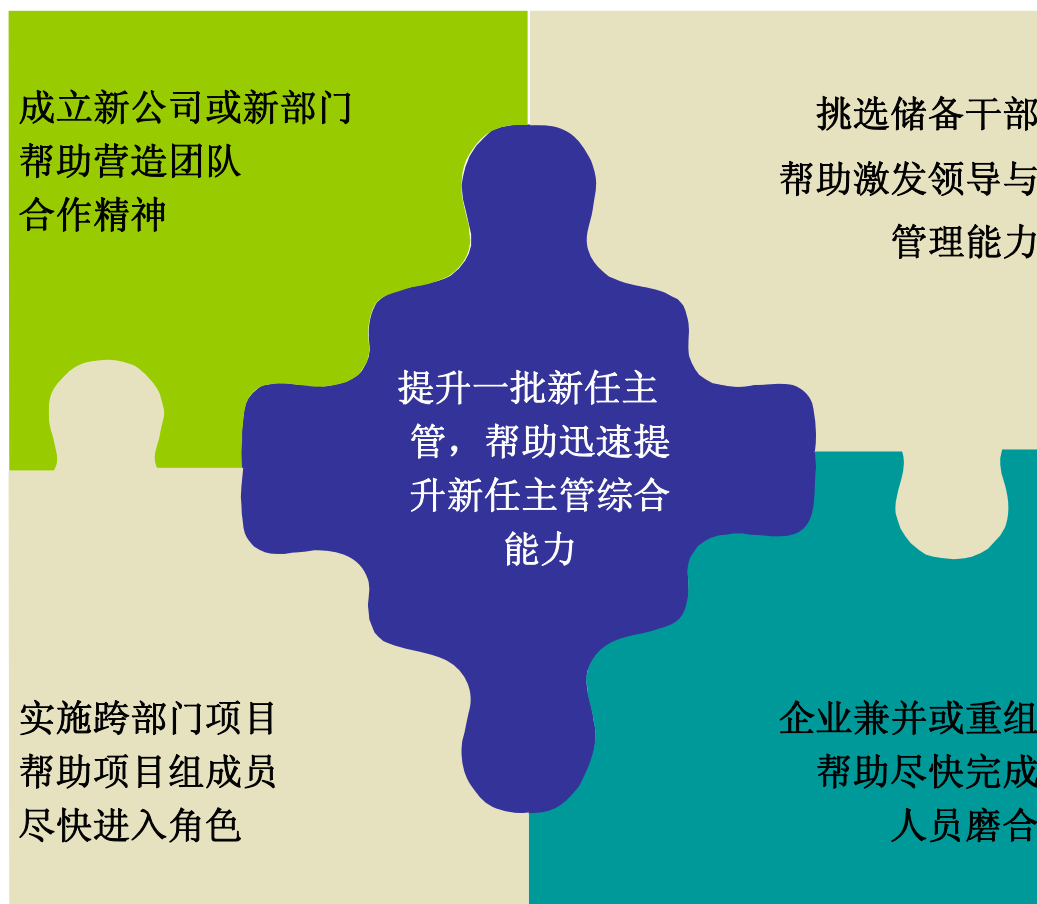 成立新公司或新部门
帮助营造团队
合作精神
挑选储备干部
帮助激发领导与
管理能力
提升一批新任主
管，帮助迅速提
升新任主管综合
能力
实施跨部门项目
帮助项目组成员
尽快进入角色
企业兼并或重组
帮助尽快完成
人员磨合